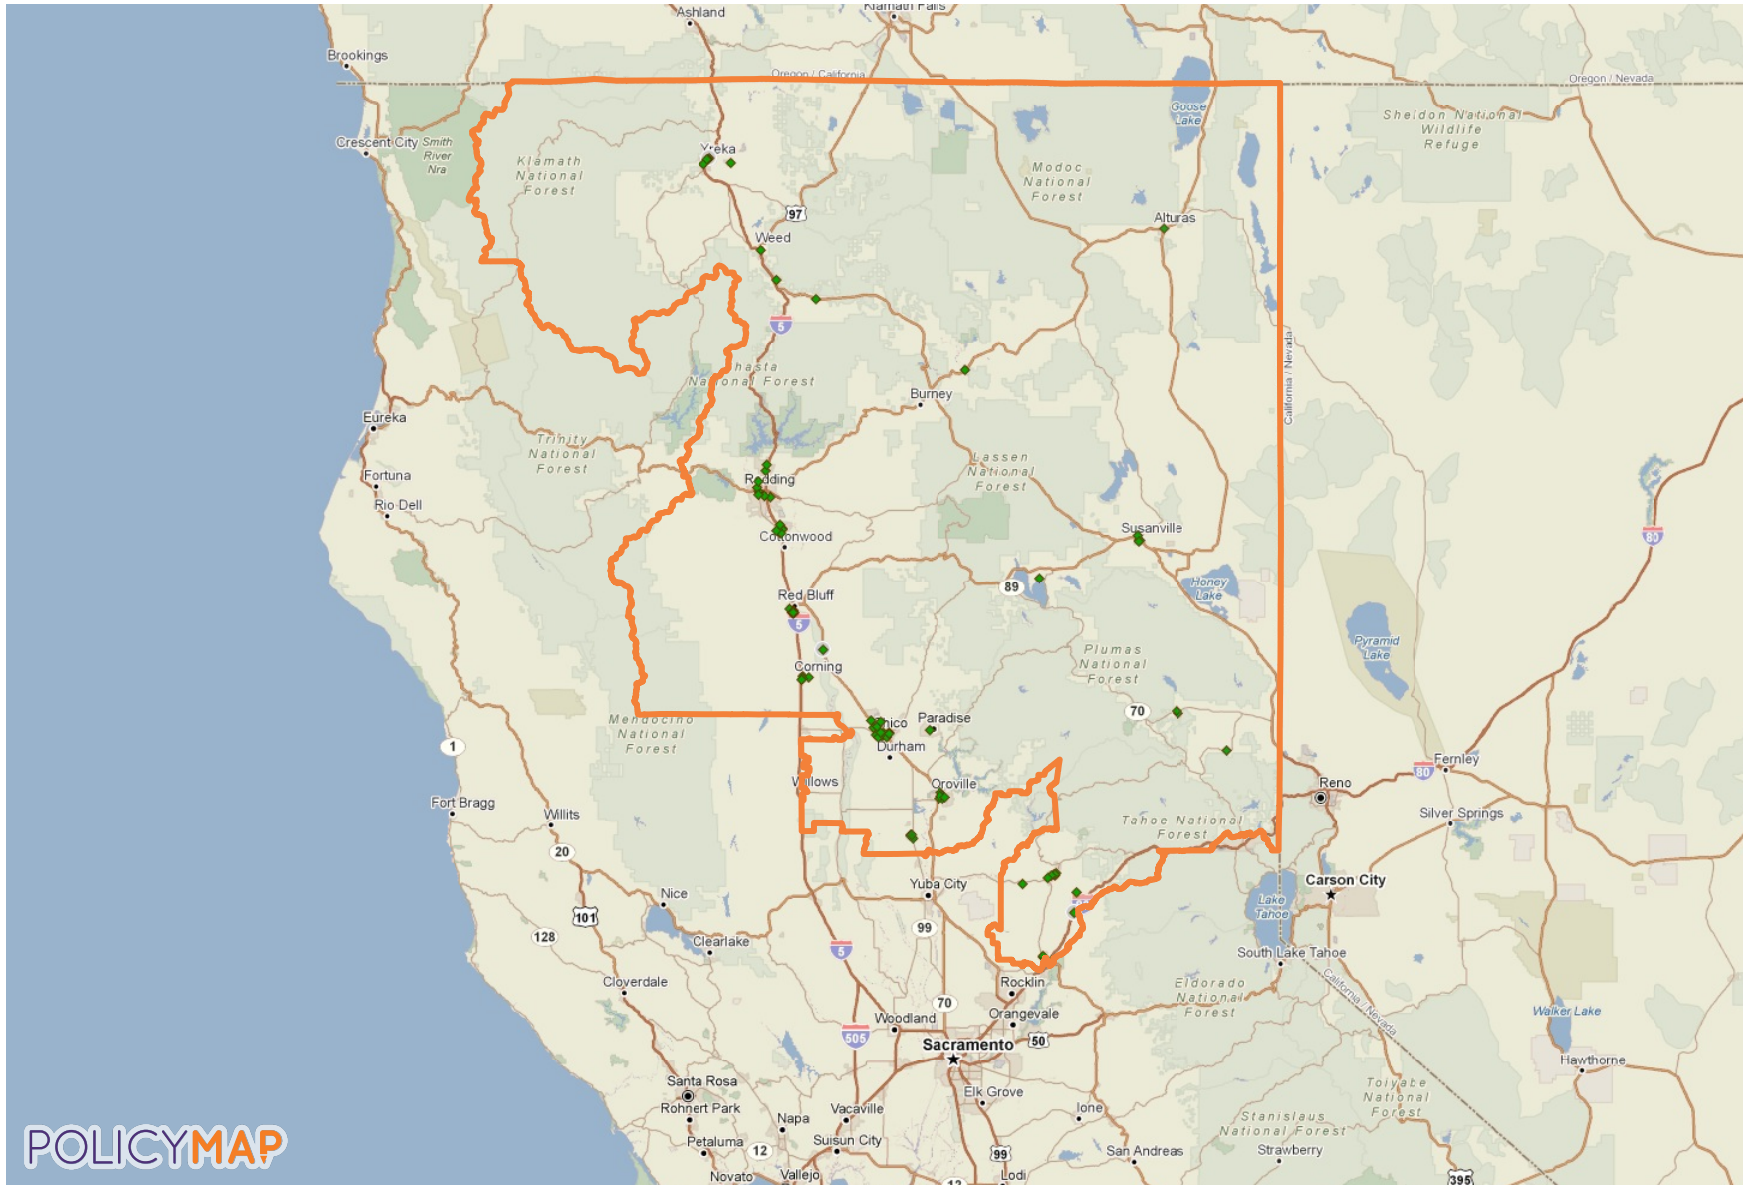 Ashland
Klamath Falls
Brookings
Oregon / California
Oregon / Nevada
Goose
Lake
Sheldon National
Wildlife
Refuge
Crescent City
Smith
River
Nra
Yreka
Klamath
National
Forest
Modoc
National
Forest
97
Alturas
Weed
5
California / Nevada
Shasta
National Forest
Burney
Eureka
Trinity
National
Forest
Lassen
National
Forest
Fortuna
Redding
Rio Dell
Susanville
Cottonwood
80
89
Honey
Lake
Red Bluff
5
Pyramid
Lake
Plumas
National
Forest
Corning
70
Mendocino
National
Forest
Chico
Paradise
Durham
1
Fernley
80
Willows
Oroville
Reno
Fort Bragg
Willits
Silver Springs
Tahoe National
Forest
20
Yuba City
Carson City
Nice
Lake
Tahoe
101
99
128
Clearlake
5
South Lake Tahoe
Cloverdale
Rocklin
Eldorado
National
Forest
California / Nevada
70
Woodland
Orangevale
Walker Lake
505
Sacramento
50
Hawthorne
Santa Rosa
Elk Grove
Toiyabe
National
Forest
Rohnert Park
Napa
Vacaville
Ione
Stanislaus
National Forest
Petaluma
12
Suisun City
99
San Andreas
Strawberry
Novato
Vallejo
12
Lodi
395
POLICYMAP